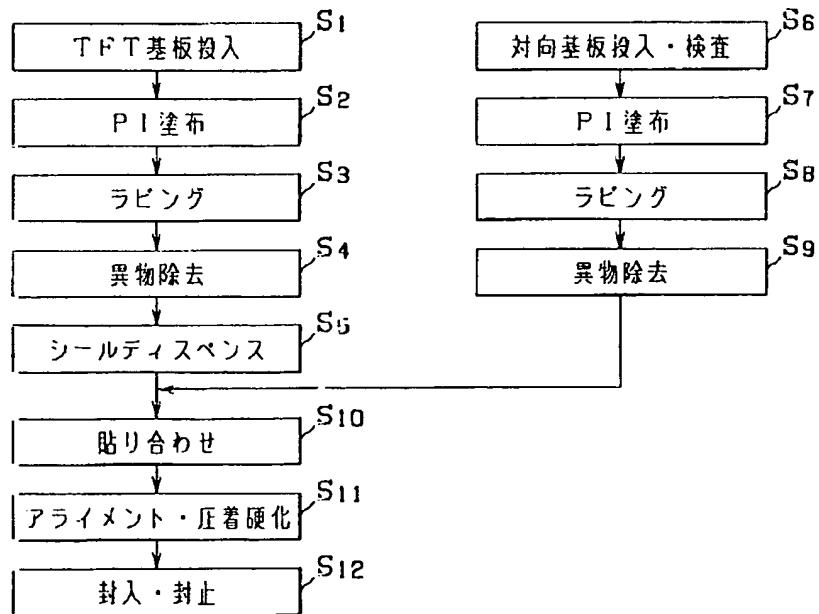 TFT基板投入
S1
PI塗布
S2
ラビング
S3
異物除去
S4
シールディスペンス
S5
対向基板投入・検査
S6
PI塗布
S7
ラビング
S8
異物除去
S9
貼り合わせ
S10
アライメント・圧着硬化
S11
封入・封止
S12